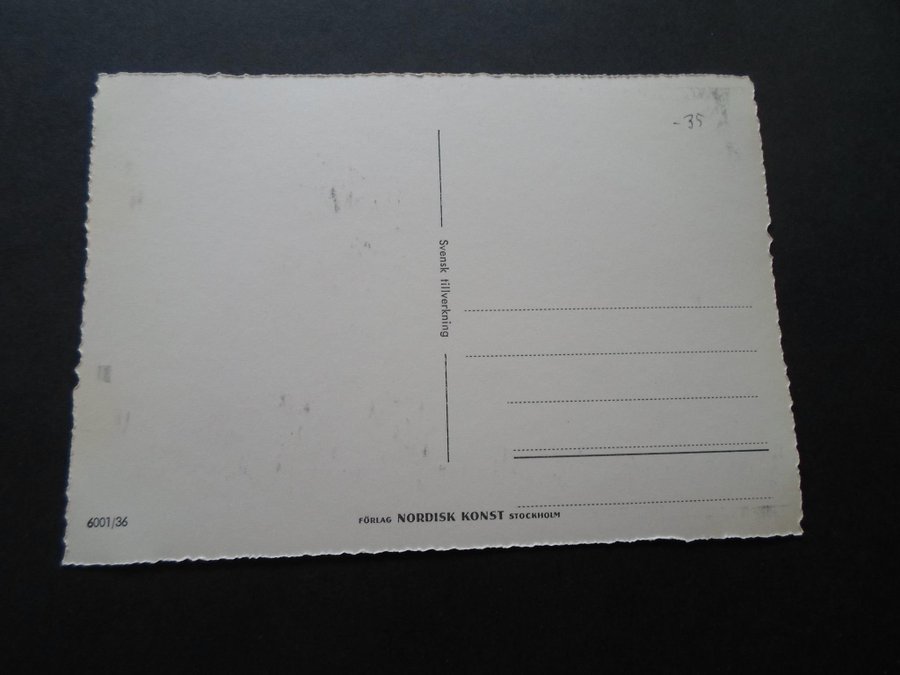 -35
Svensk tillverkning
6001/36
FÖRLAG NORDISK KONST STOCKHOLM